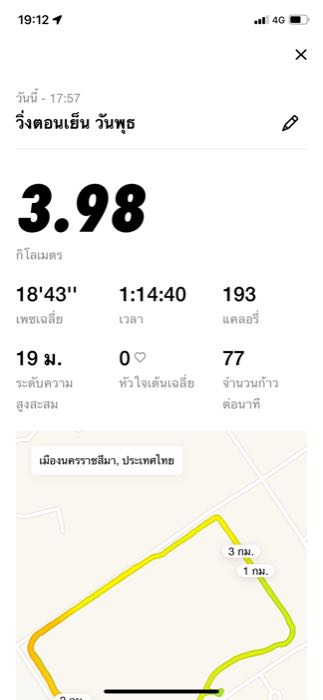 19:12
4G
วันนี้ - 17:57
วิ่งตอนเย็น วันพุธ
3.98
กิโลเมตร
18'43''
1:14:40
193
เพซเฉลี่ย
เวลา
แคลอรี่
19 ม.
0
77
ระดับความ
สูงสะสม
หัวใจเต้นเฉลี่ย
จำนวนก้าว
ต่อนาที
เมืองนครราชสีมา, ประเทศไทย
3 กม.
1 กม.